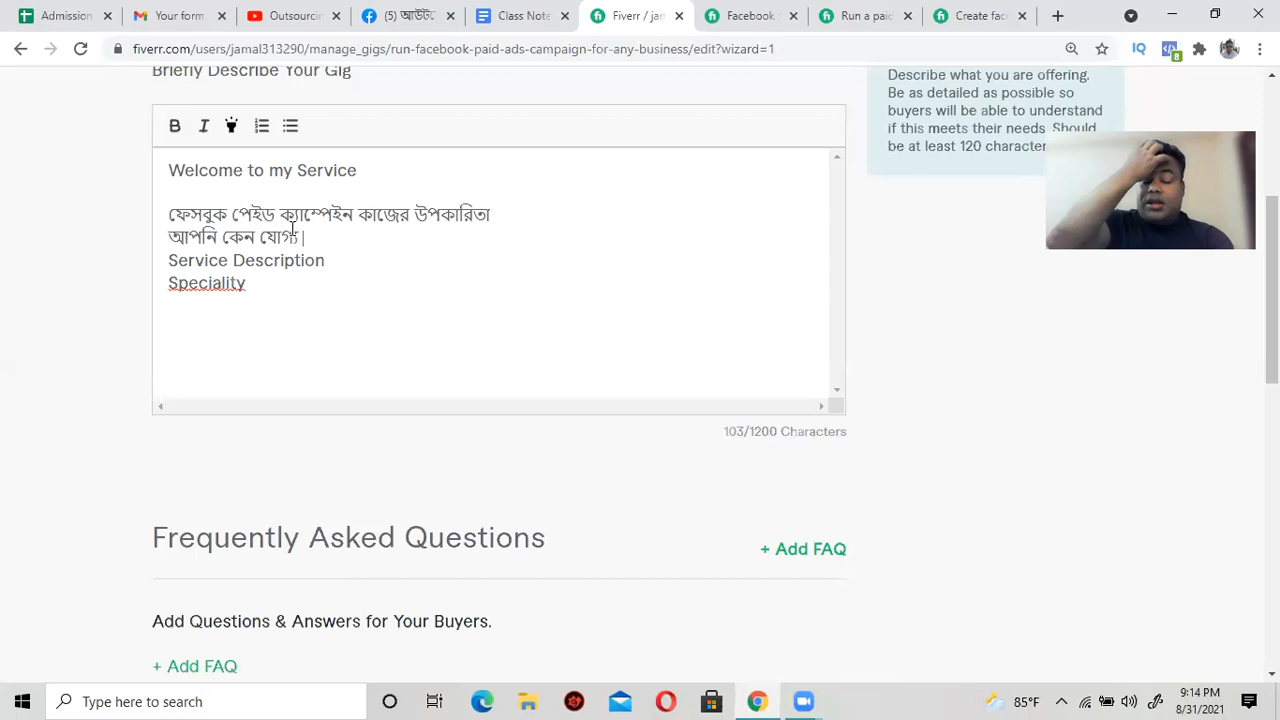 Admission
Your form
Outsourc
(5) আউট
Class Note
Fiverr / jan
Facebook
Run a paid
Create fac
fiverr.com/users/jamal313290/manage_gigs/run-facebook-paid-ads-campaign-for-any-business/edit?wizard=1
IQ
8
Briefly Describe Your Gig
Describe what you are offering.
Be as detailed as possible so
buyers will be able to understand
if this meets their needs. Should
be at least 120 character
B I
Welcome to my Service
ফেসবুক পেইড ক্যাম্পেইন কাজের উপকারিতা
আপনি কেন যোগ্য
Service Description
Speciality
103/1200 Characters
Frequently Asked Questions
+ Add FAQ
Add Questions & Answers for Your Buyers.
+ Add FAQ
Type here to search
85°F
9:14 PM
8/31/2021